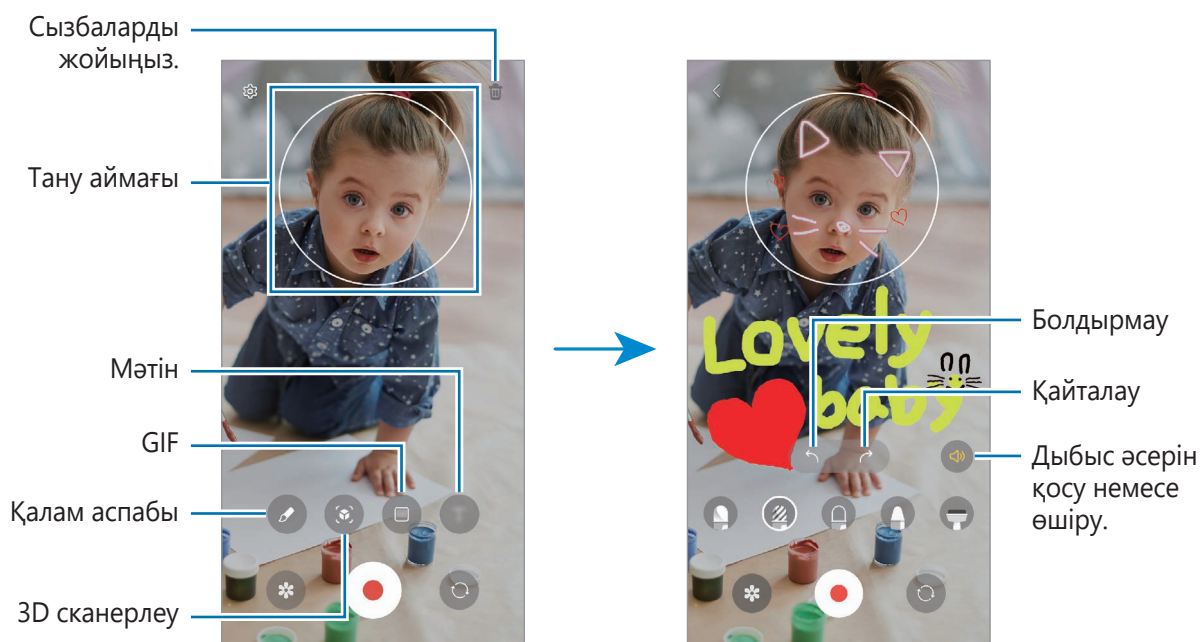 Сызбаларды
жойыңыз.
Тану аймағы
Мәтін
GIF
Қалам аспабы
3D сканерлеу
Lovely
baby
Болдырмау
Қайталау
Дыбыс әсерін
қосу немесе
өшіру.